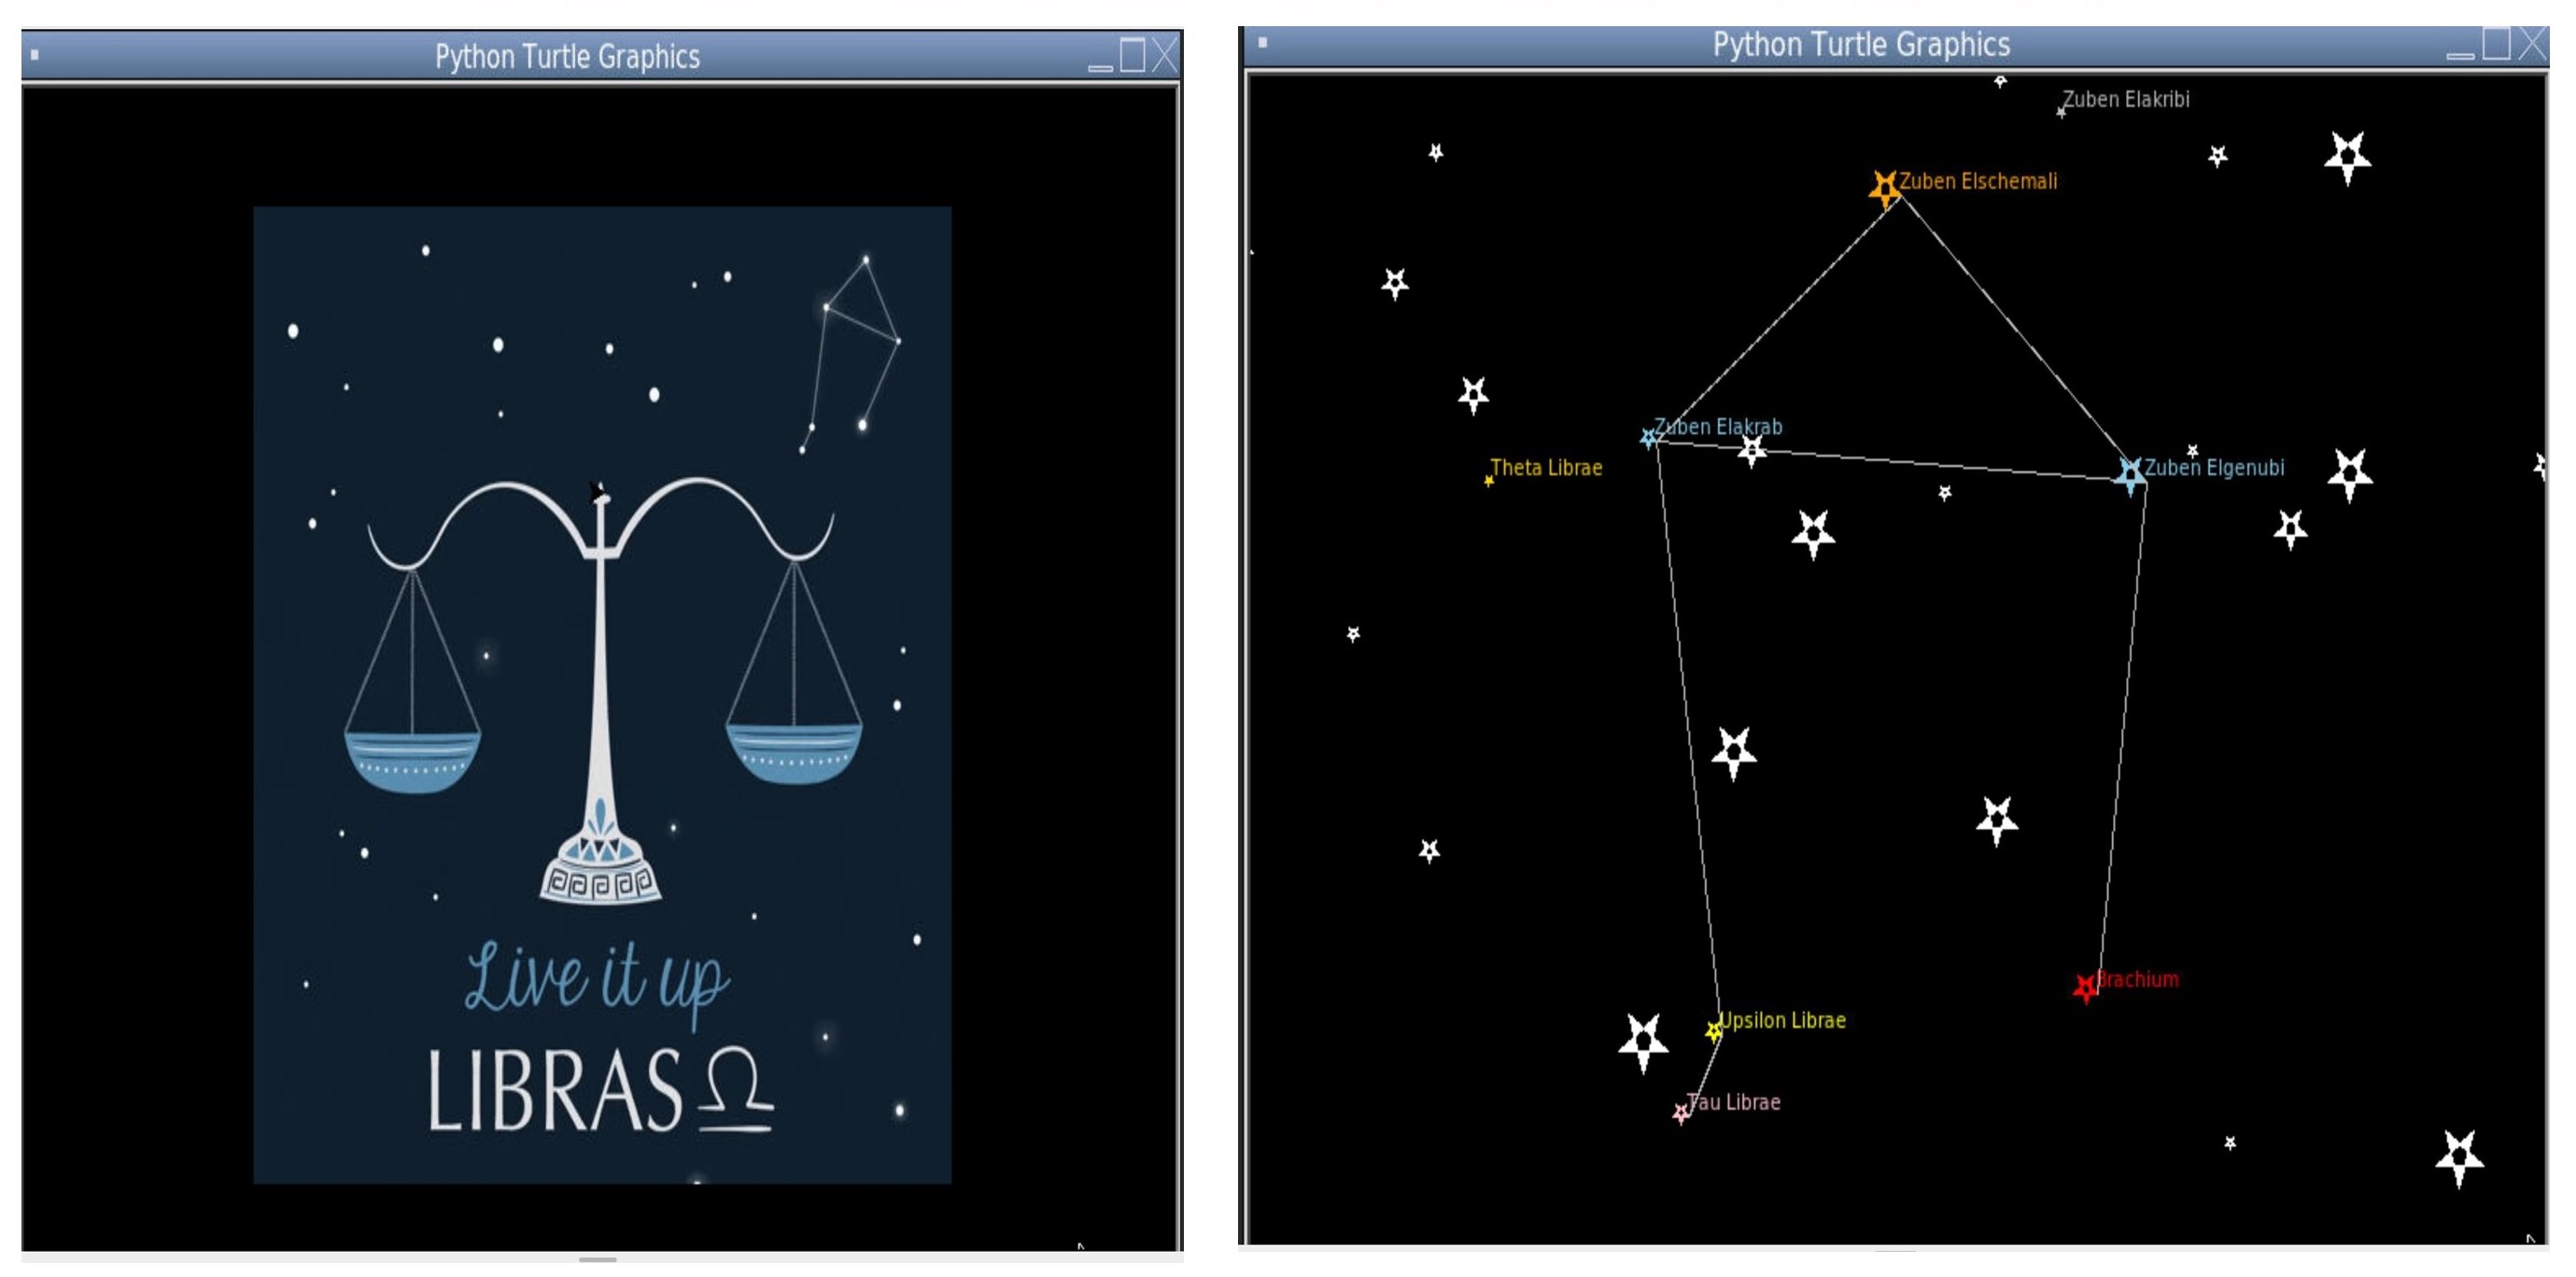 Python Turtle Graphics
Live it up
LIBRAS♎
Python Turtle Graphics
Zuben Elakribi
Zuben Elschemali
Zuben Elakrab
Theta Librae
Zuben Elgenubi
Brachium
Upsilon Librae
Tau Librae